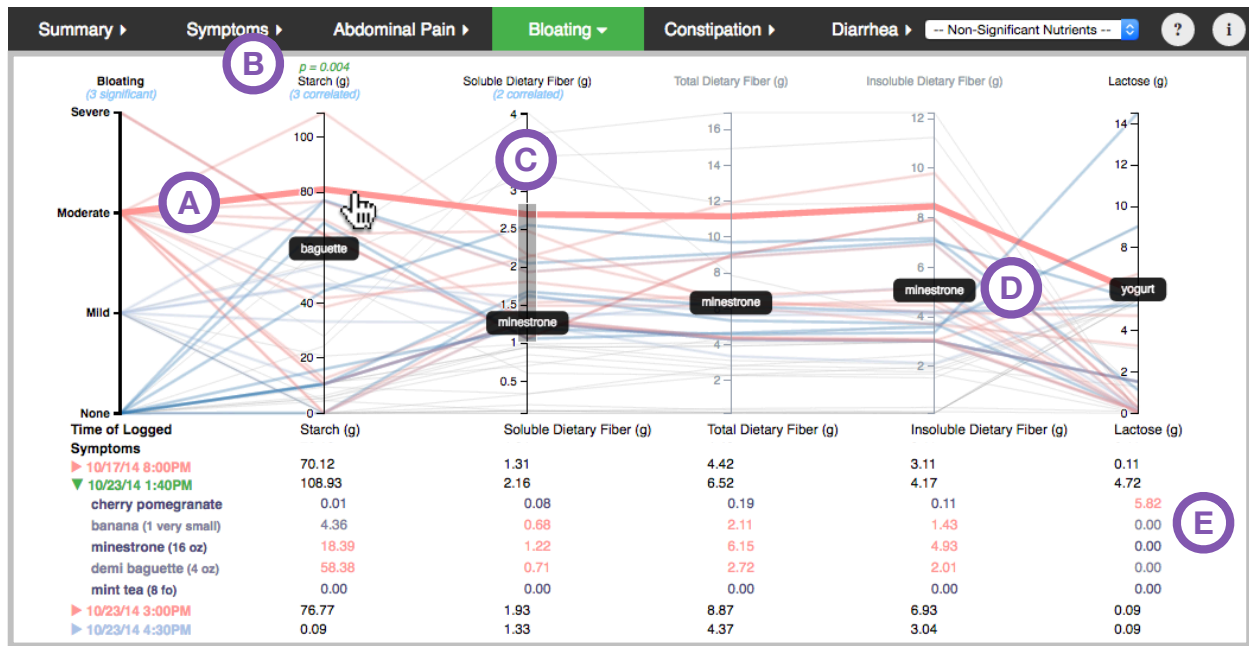 Summary Symptoms Abdominal Pain Bloating Constipation Diarrhea -- Non-Significant Nutrients -- ? i
B
p = 0.004
Bloating Starch (g) Soluble Dietary Fiber (g) Total Dietary Fiber (g) Insoluble Dietary Fiber (g) Lactose (g)
(3 significant) (3 correlated) (2 correlated)
Severe 4 12
100 16 14
C
14 12
80 3 10
A
Moderate 12 8 10
2.5 10
baguette 8
2 8 6
minestrone D yogurt
minestrone
Mild 40 1.5 4
minestrone 4
1 4
20 2 2
0.5 2
None 0 0
Time of Logged Starch (g) Soluble Dietary Fiber (g) Total Dietary Fiber (g) Insoluble Dietary Fiber (g) Lactose (g)
Symptoms
10/17/14 8:00PM 70.12 1.31 4.42 3.11 0.11
10/23/14 1:40PM 108.93 2.16 6.52 4.17 4.72
cherry pomegranate 0.01 0.08 0.19 0.11 5.82
E
banana (1 very small) 4.36 0.68 2.11 1.43 0.00
minestrone (16 oz) 18.39 1.22 6.15 4.93 0.00
demi baguette (4 oz) 58.38 0.71 2.72 2.01 0.00
mint tea (8 fo) 0.00 0.00 0.00 0.00 0.00
10/23/14 3:00PM 76.77 1.93 8.87 6.93 0.09
10/23/14 4:30PM 0.09 1.33 4.37 3.04 0.09